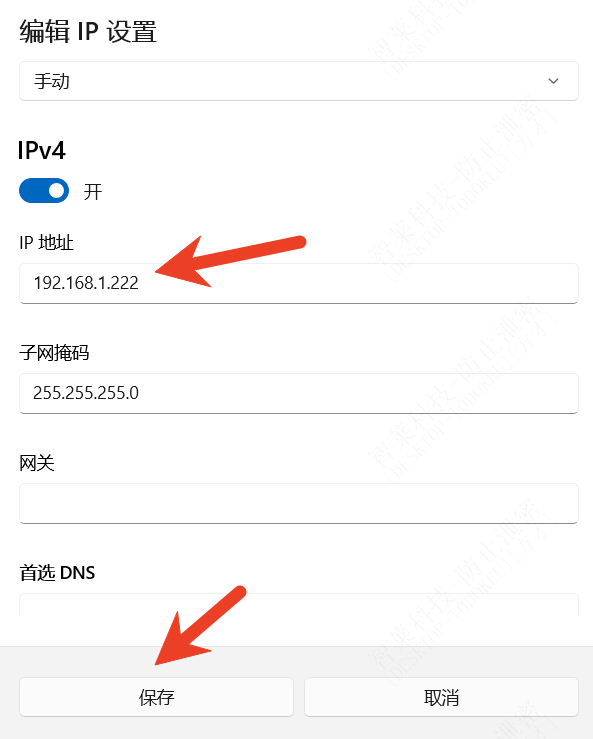 编辑 IP 设置
手动
IPv4
开
IP 地址
192.168.1.222
子网掩码
255.255.255.0
网关
首选 DNS
保存
取消